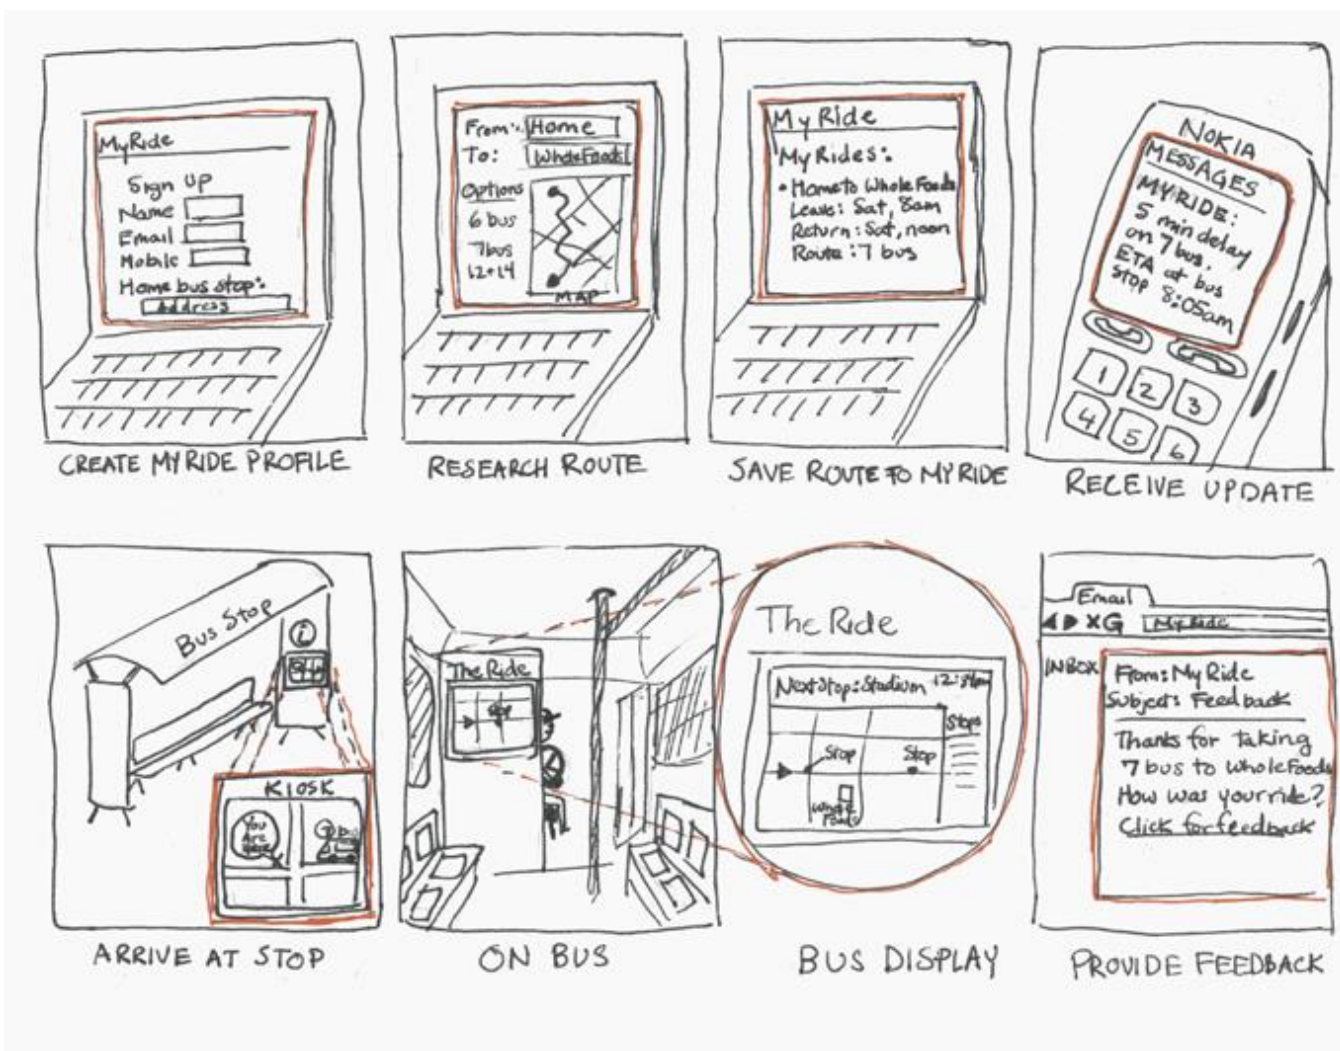 MyRide
Sign UP
Name
Email
Mobile
Home bus stop:
Address
CREATE MYRIDE PROFILE
From: Home
To: WholeFoods
Options
6 bus
7 bus
12+14
MAP
RESEARCH ROUTE
My Ride
My Rides:
• Home to Whole Foods
Leave: Sat, 8am
Return: Sat, noon
Route: 7 bus
SAVE ROUTE TO MYRIDE
NOKIA
MESSAGES
MY RIDE:
5 min delay
on 7 bus.
ETA at bus
stop 8:05am
1 2 3
4 5 6
RECEIVE UPDATE
Bus Stop
i
KIOSK
You
Are
Here
7 bus
ARRIVE AT STOP
The Ride
Stop
ON BUS
The Ride
Next Stop: Stadium
Stops
Stop
Stop
Whole
Foods
BUS DISPLAY
Email
XG MyRide
INBOX
From: My Ride
Subject: Feedback
Thanks for taking
7 bus to Whole Foods
How was your ride?
Click for feedback
PROVIDE FEEDBACK